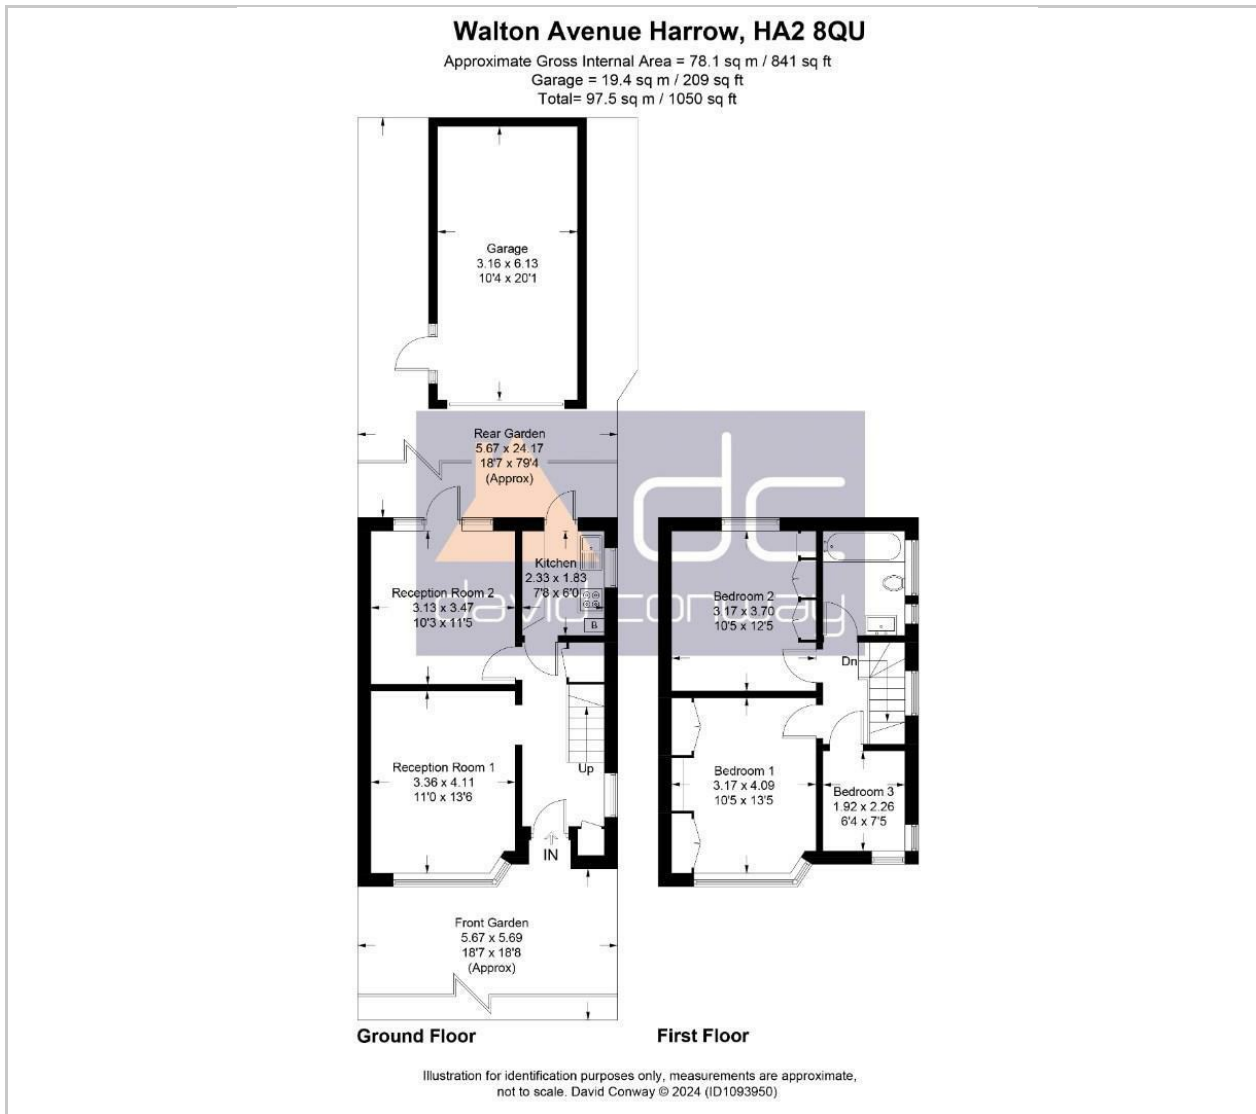 Walton Avenue Harrow, HA2 8QU
Approximate Gross Internal Area = 78.1 sq m / 841 sq ft
Garage = 19.4 sq m / 209 sq ft
Total= 97.5 sq m / 1050 sq ft
Garage
3.16 x 6.13
10'4 x 20'1
Rear Garden
5.67 x 24.17
18'7 x 79'4
(Approx)
dc
david conway
Kitchen
2.33 x 1.83
7'8 x 6'0
B
Reception Room 2
3.13 x 3.47
10'3 x 11'5
Reception Room 1
3.36 x 4.11
11'0 x 13'6
Up
IN
Front Garden
5.67 x 5.69
18'7 x 18'8
(Approx)
Bedroom 2
3.17 x 3.70
10'5 x 12'5
Dn
Bedroom 1
3.17 x 4.09
10'5 x 13'5
Bedroom 3
1.92 x 2.26
6'4 x 7'5
Ground Floor
First Floor
Illustration for identification purposes only, measurements are approximate,
not to scale. David Conway © 2024 (ID1093950)